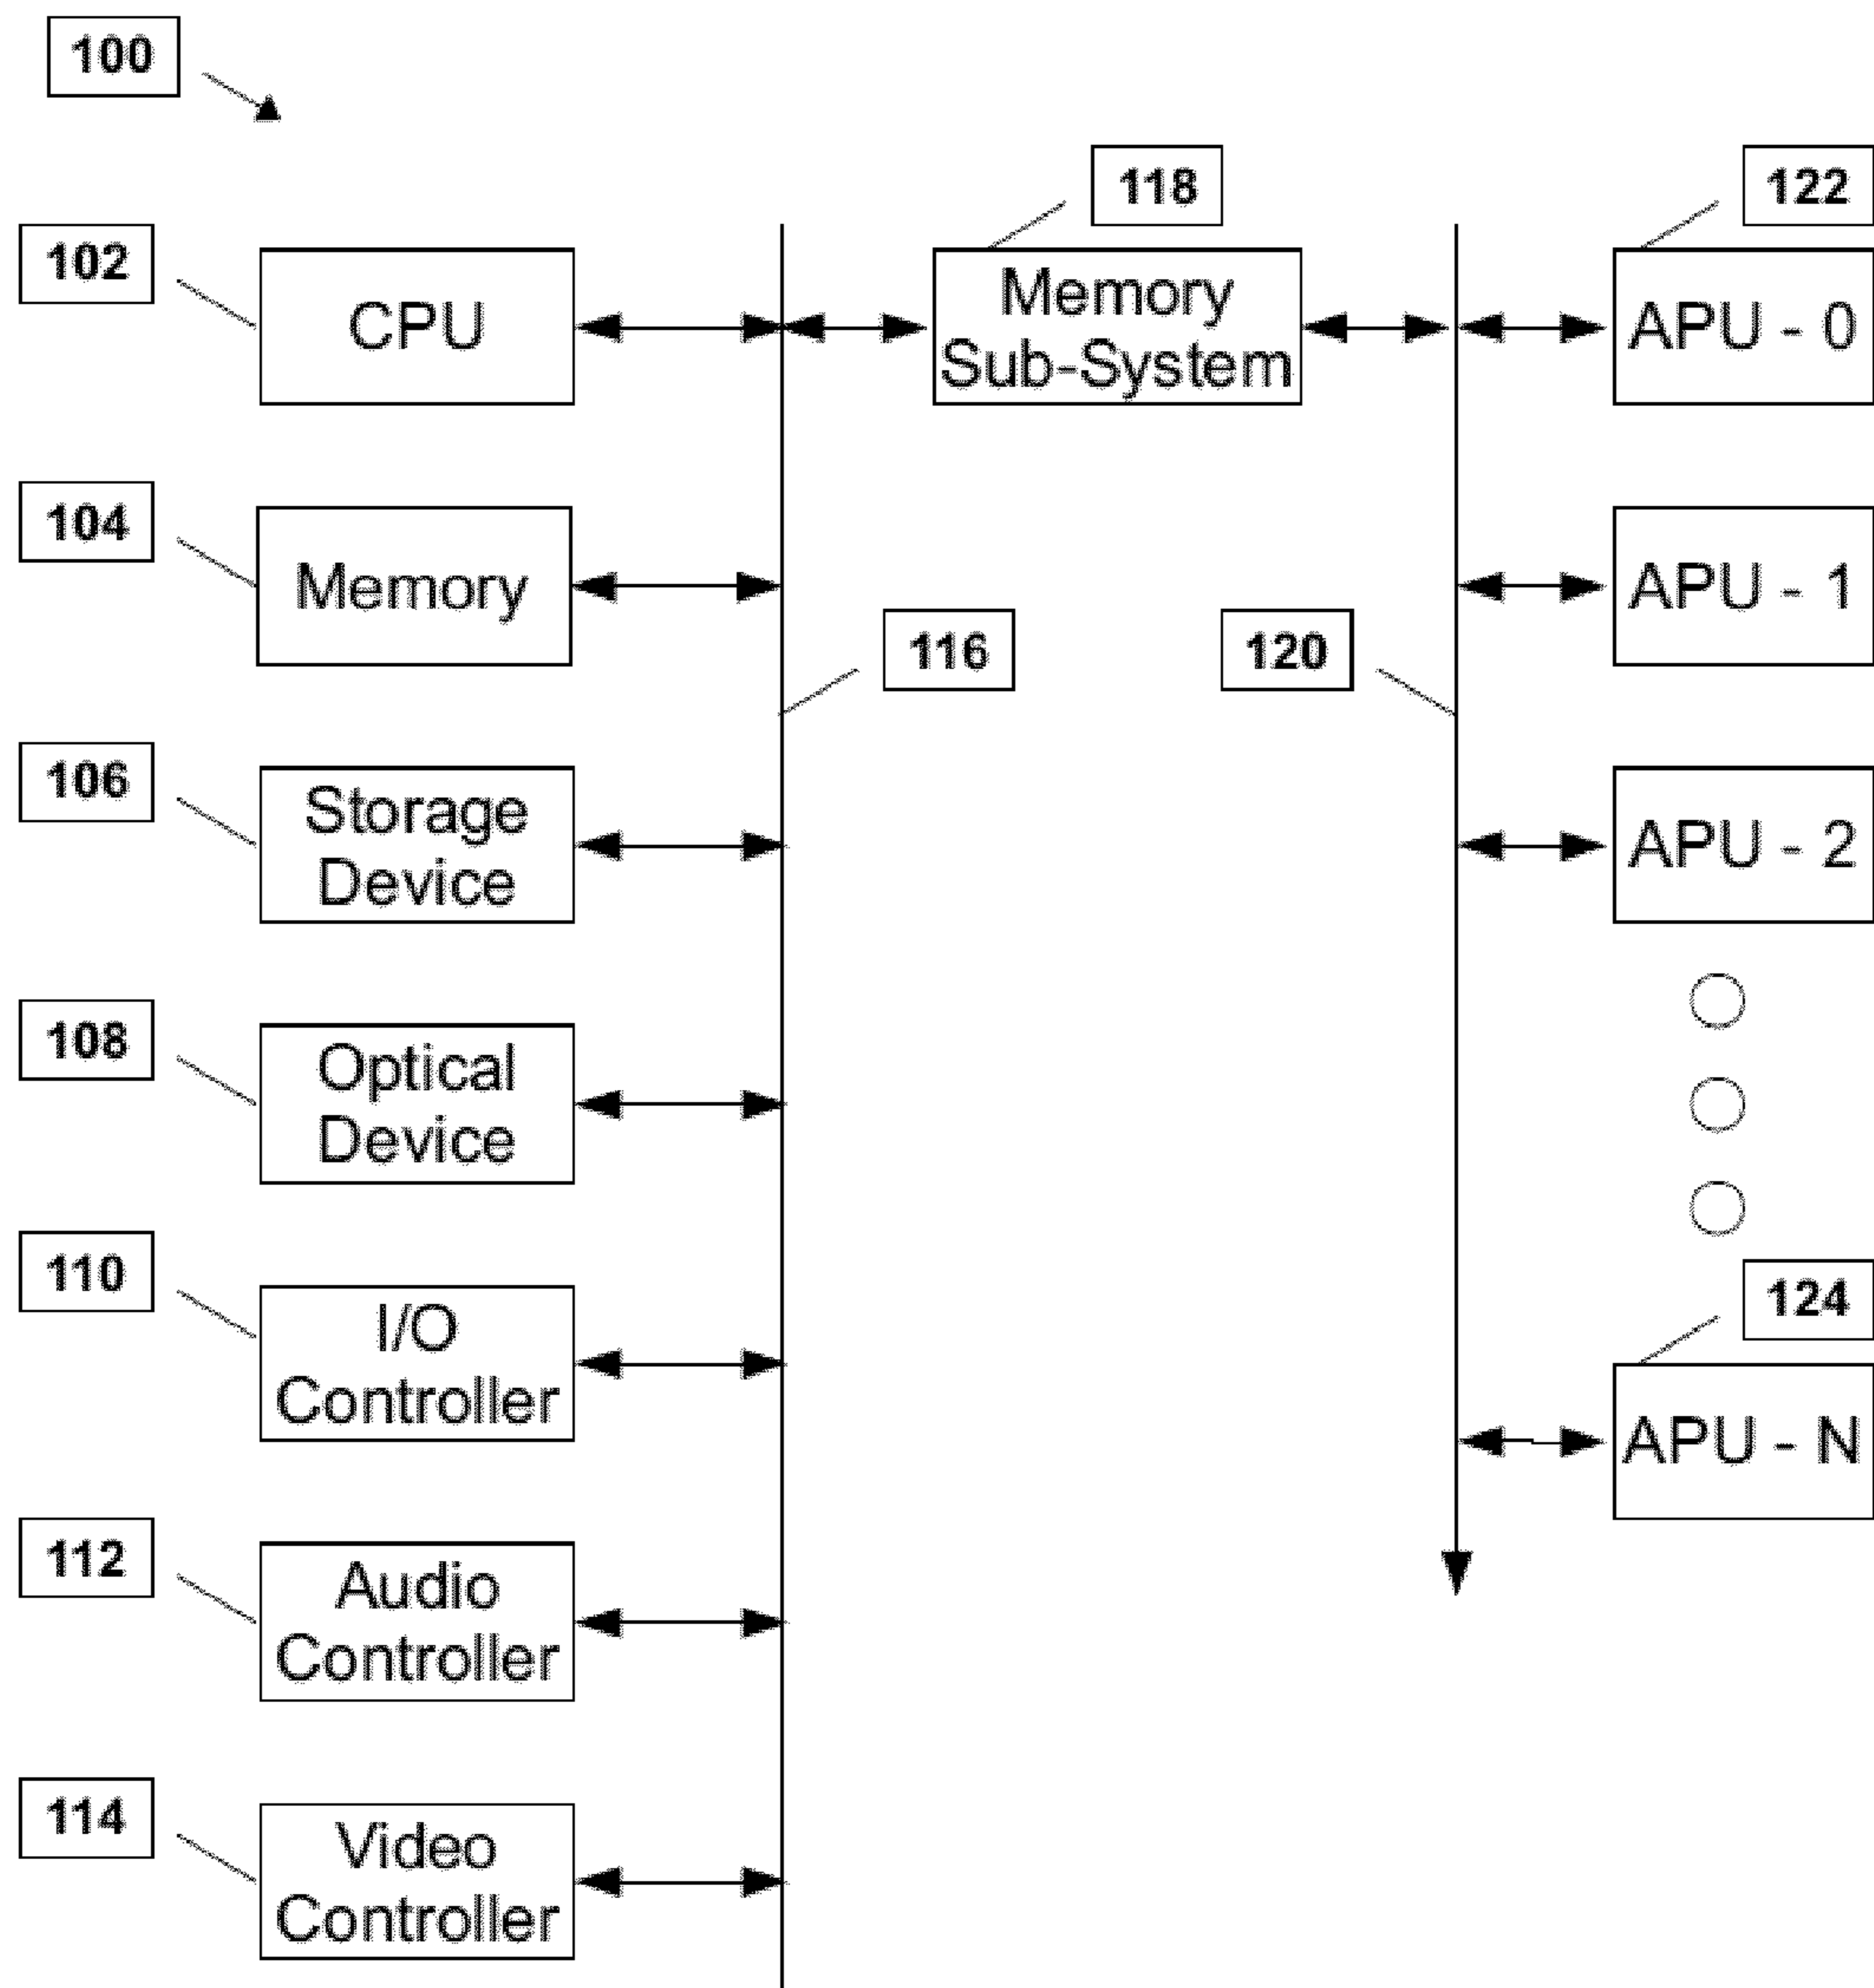 100
118
122
102
CPU
Memory
Sub-System
APU - 0
104
Memory
APU - 1
116
120
106
Storage
Device
APU - 2
108
Optical
Device
110
I/O
Controller
124
APU - N
112
Audio
Controller
114
Video
Controller